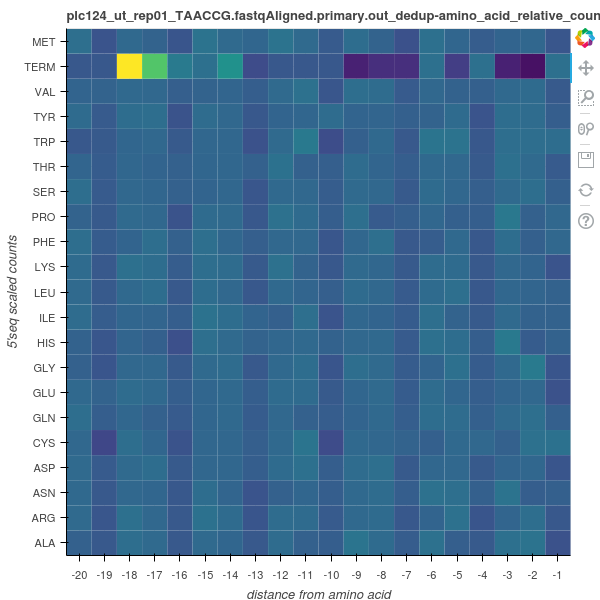 plc124_ut_rep01_TAACCG.fastqAligned.primary.out_dedup-amino_acid_relative_coun
MET
TERM
VAL
TYR
TRP
THR
SER
PRO
PHE
LYS
LEU
ILE
HIS
GLY
GLU
GLN
CYS
ASP
ASN
ARG
ALA
5'seq scaled counts
-20 -19 -18 -17 -16 -15 -14 -13 -12 -11 -10 -9 -8 -7 -6 -5 -4 -3 -2 -1
distance from amino acid